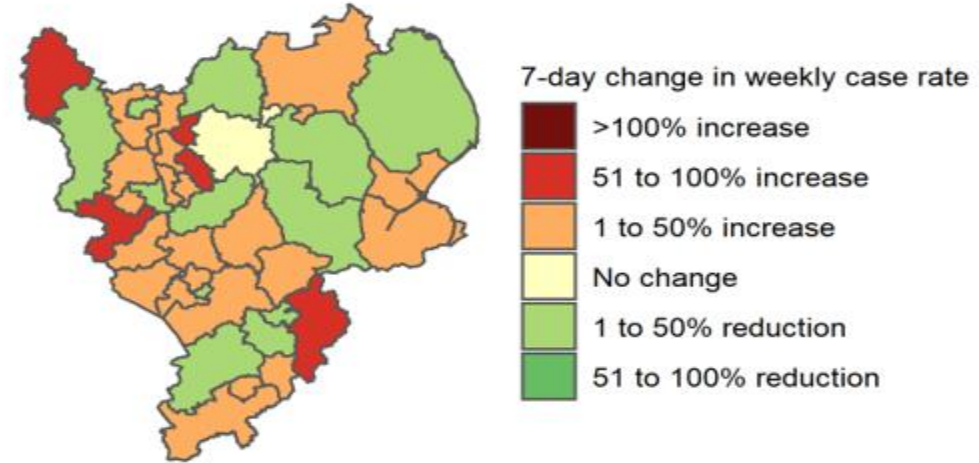 7-day change in weekly case rate
>100% increase
51 to 100% increase
1 to 50% increase
No change
1 to 50% reduction
51 to 100% reduction